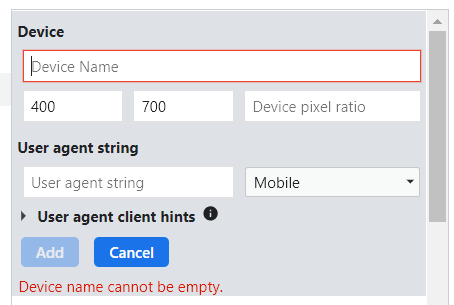 Device
Device Name
400 700 Device pixel ratio
User agent string
User agent string Mobile
User agent client hints
Add Cancel
Device name cannot be empty.